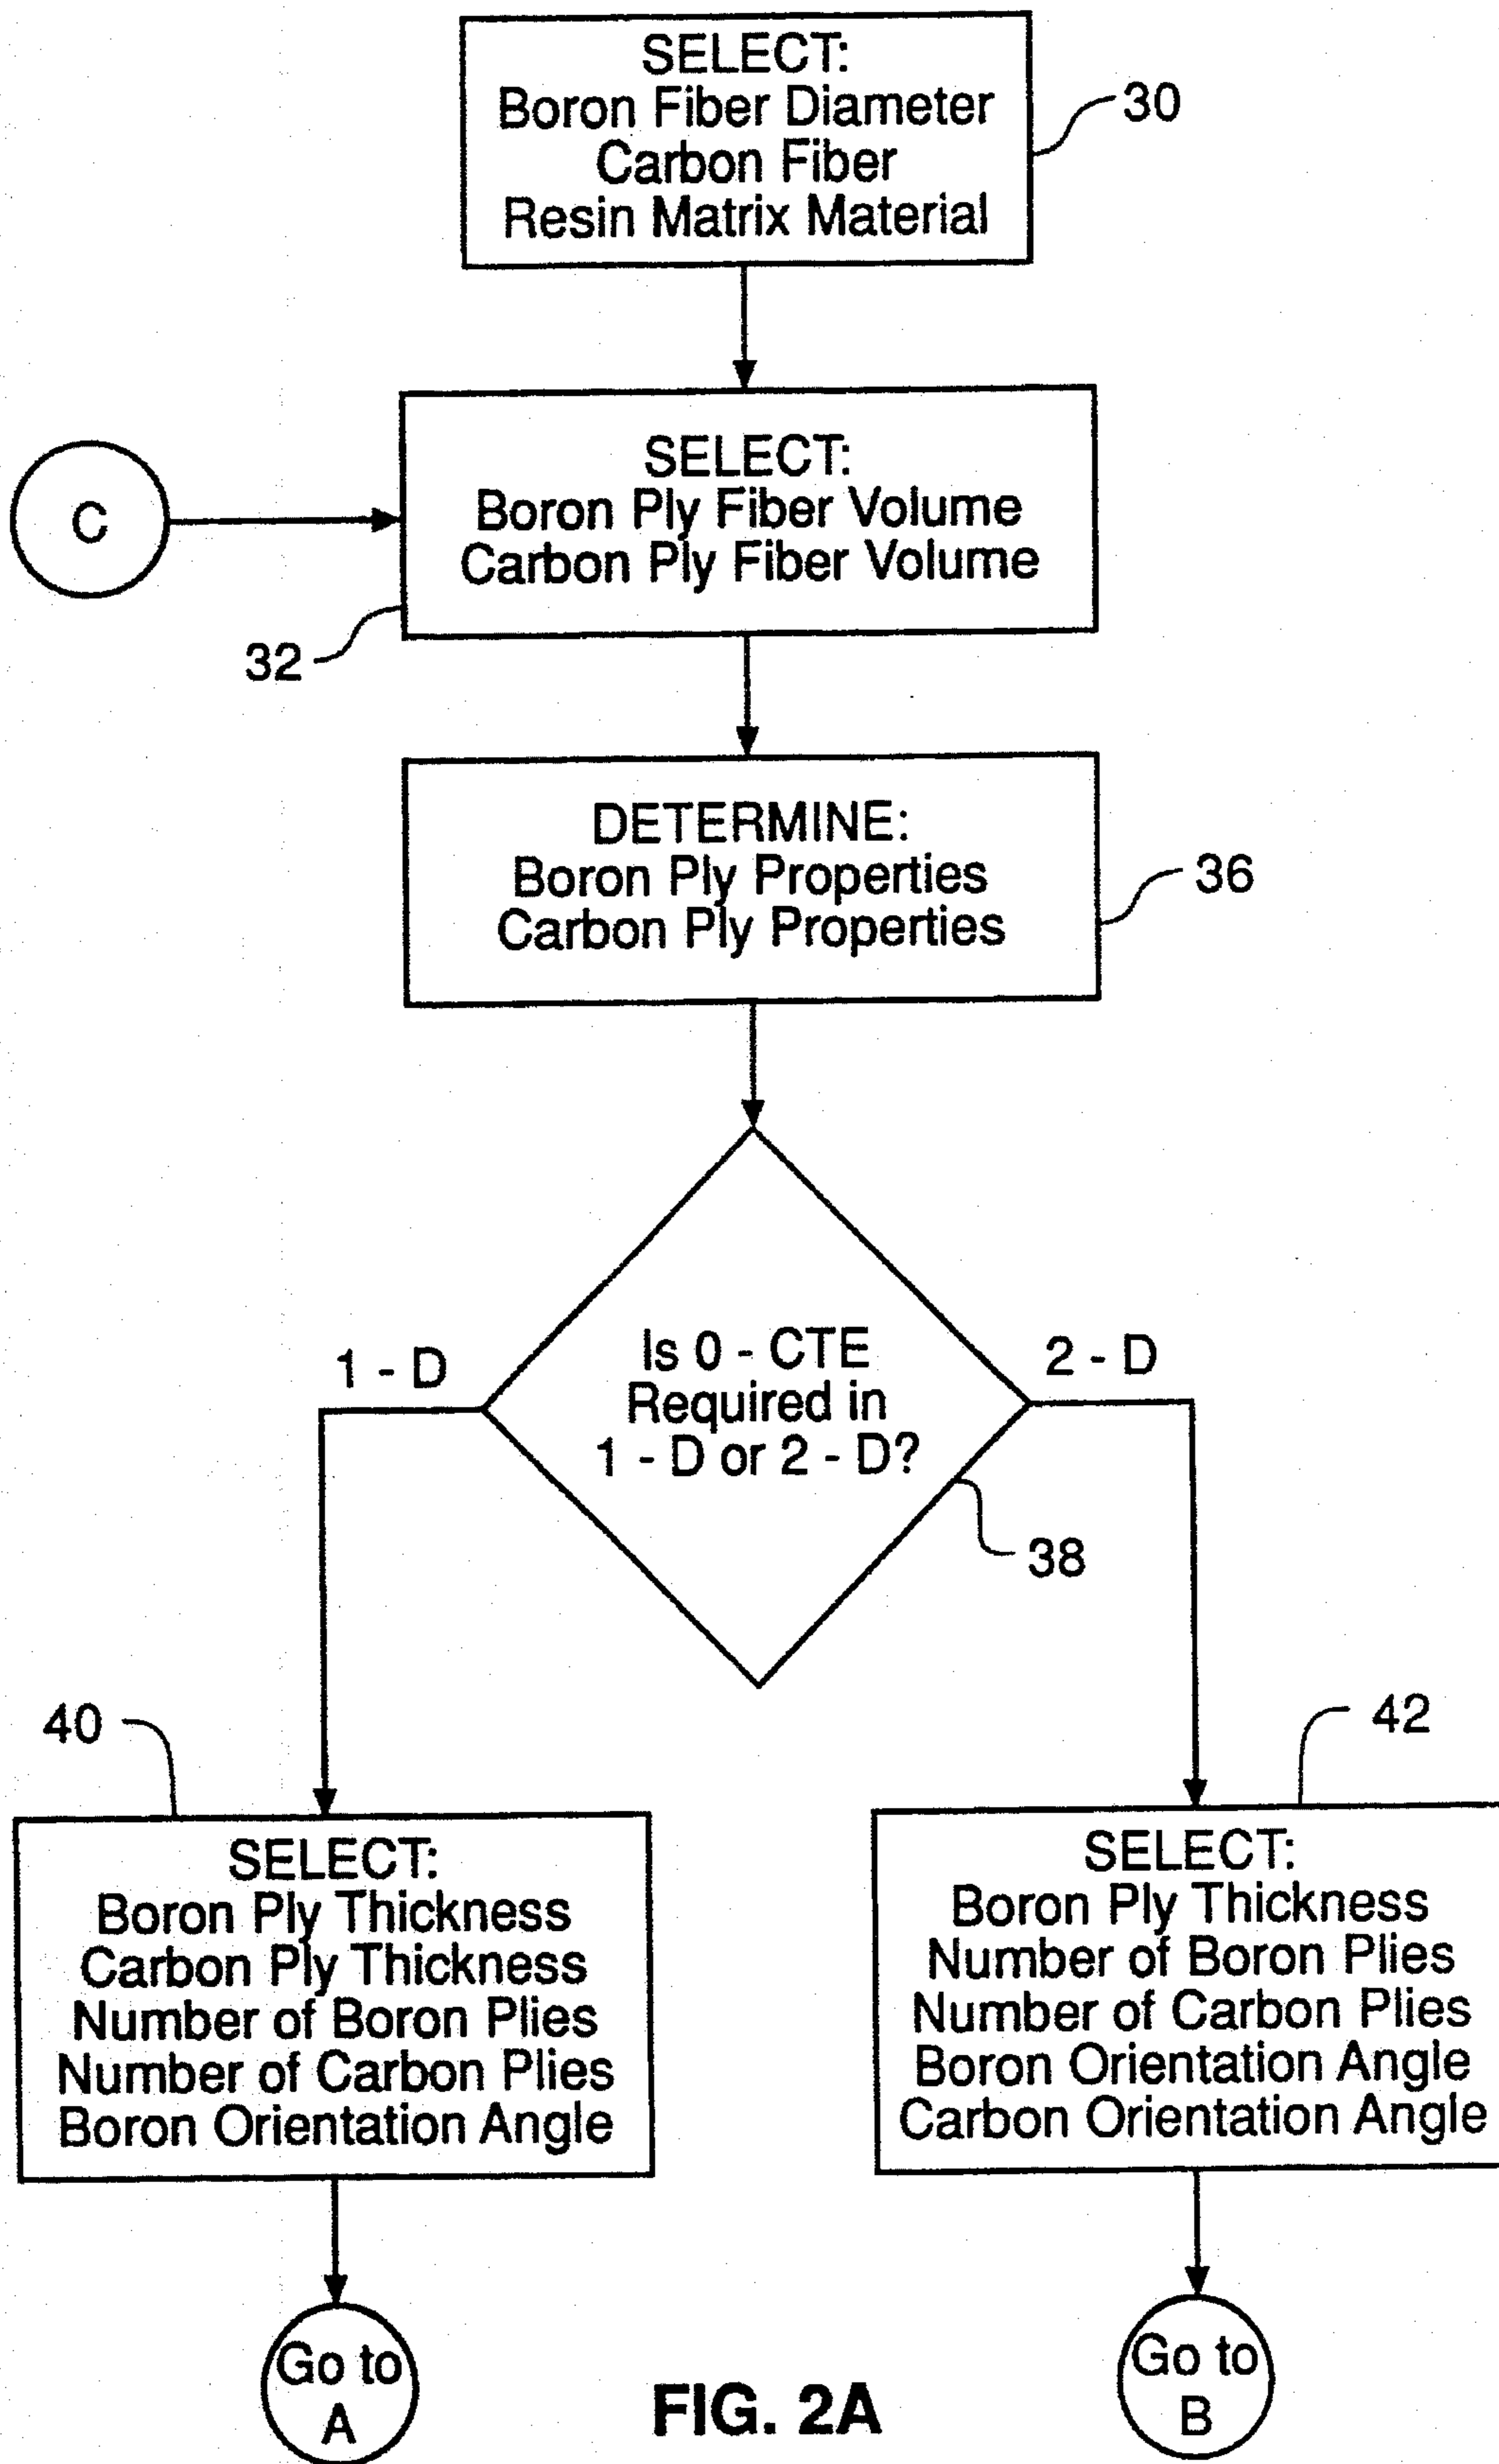 SELECT:
Boron Fiber Diameter
Carbon Fiber
Resin Matrix Material
30
SELECT:
Boron Ply Fiber Volume
Carbon Ply Fiber Volume
C
32
DETERMINE:
Boron Ply Properties
Carbon Ply Properties
36
1 - D
Is 0 - CTE
Required in
1 - D or 2 - D?
2 - D
38
40
SELECT:
Boron Ply Thickness
Carbon Ply Thickness
Number of Boron Plies
Number of Carbon Plies
Boron Orientation Angle
42
SELECT:
Boron Ply Thickness
Number of Boron Plies
Number of Carbon Plies
Boron Orientation Angle
Carbon Orientation Angle
Go to
A
FIG. 2A
Go to
B